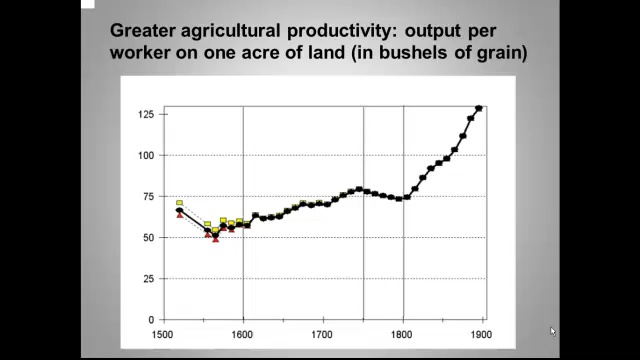 Greater agricultural productivity: output per
worker on one acre of land (in bushels of grain)
125
100
75
50
25
0
1500 1600 1700 1800 1900